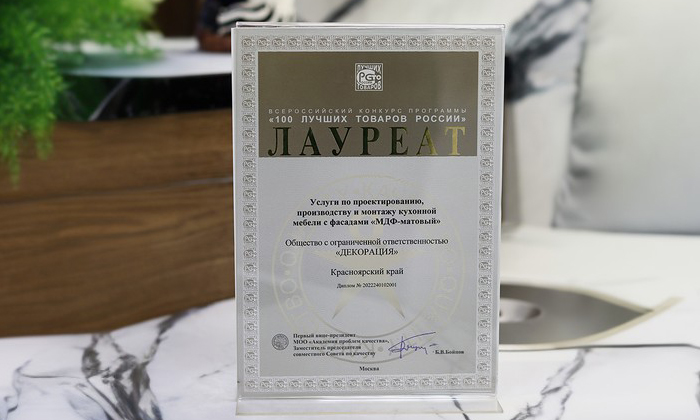 100
ЛУЧШИХ
ТОВАРОВ
ВСЕРОССИЙСКИЙ КОНКУРС ПРОГРАММЫ
«100 ЛУЧШИХ ТОВАРОВ РОССИИ»
ЛАУРЕАТ
Услуги по проектированию,
производству и монтажу кухонной
мебели с фасадами «МДФ-матовый»
Общество с ограниченной ответственностью
«ДЕКОРАЦИЯ»
Красноярский край
Диплом № 2022240102001
Первый вице-президент
МОО «Академия проблем качества»,
Заместитель председателя
совместного Совета по качеству
Б.В.Бойцов
Москва